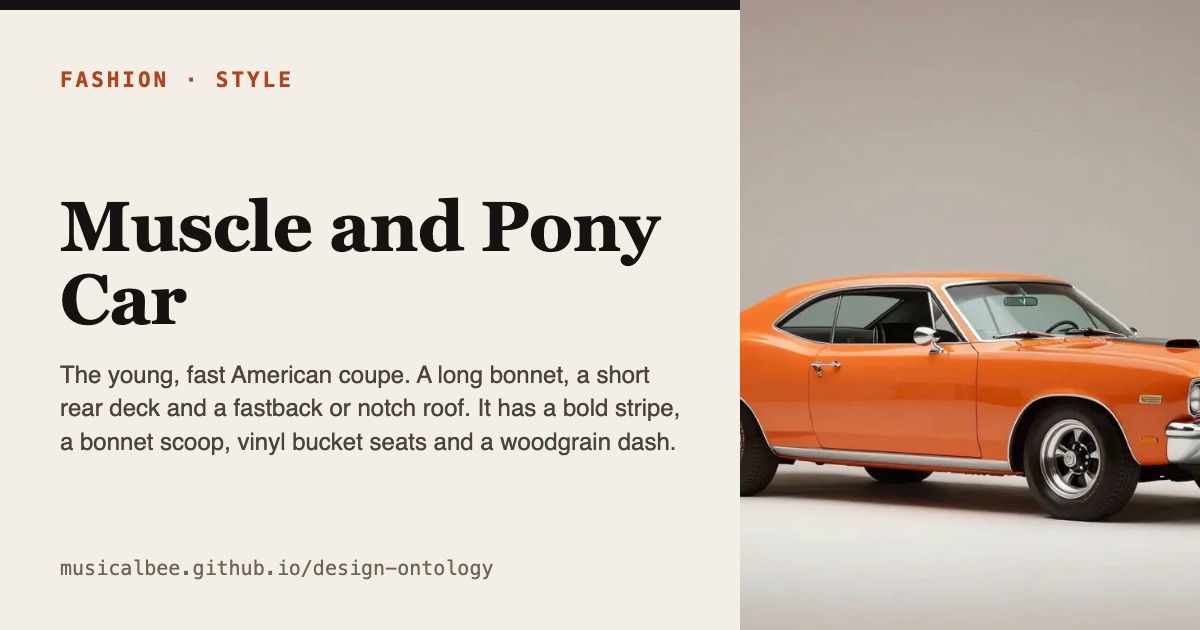 FASHION · STYLE
Muscle and Pony
Car
The young, fast American coupe. A long bonnet, a short
rear deck and a fastback or notch roof. It has a bold stripe,
a bonnet scoop, vinyl bucket seats and a woodgrain dash.
musicalbee.github.io/design-ontology